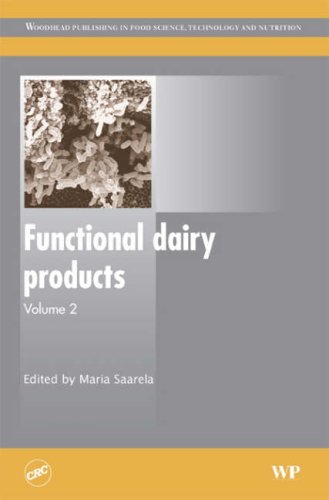 WOODHEAD PUBLISHING IN FOOD SCIENCE, TECHNOLOGY AND NUTRITION
Functional dairy
products
Volume 2
Edited by Maria Saarela
CRC
WP